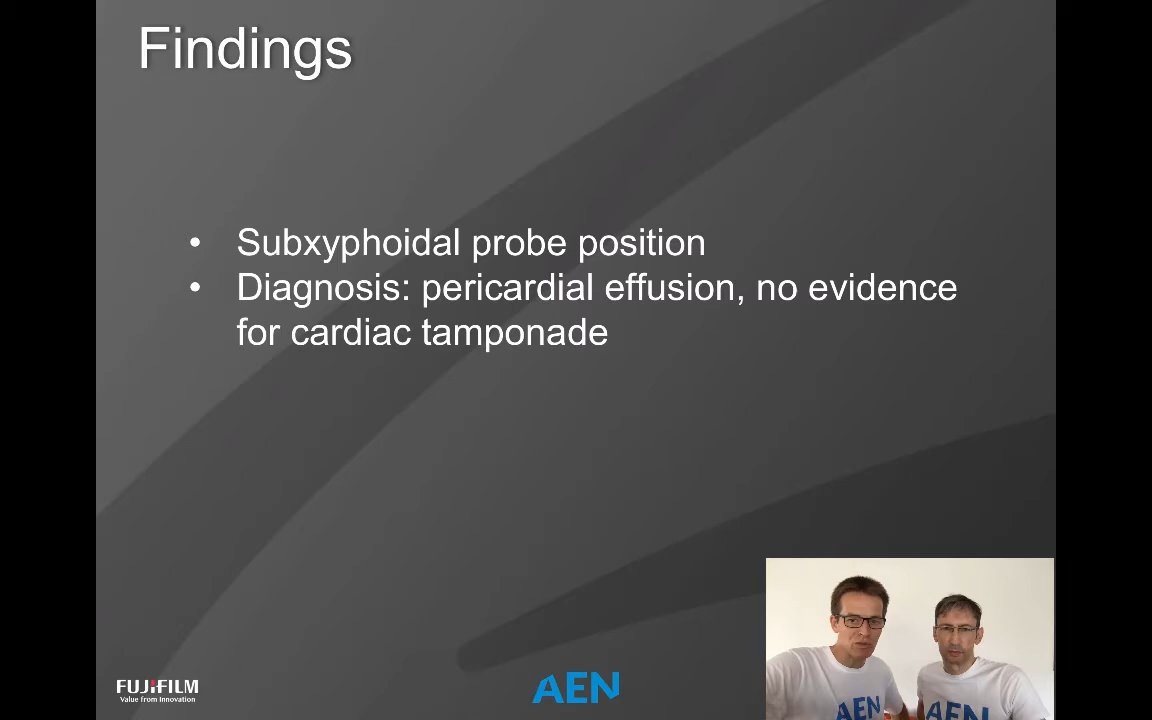 Findings
• Subxyphoidal probe position
• Diagnosis: pericardial effusion, no evidence
for cardiac tamponade
FUJIFILM
Value from Innovation
AEN
AEN
AEN